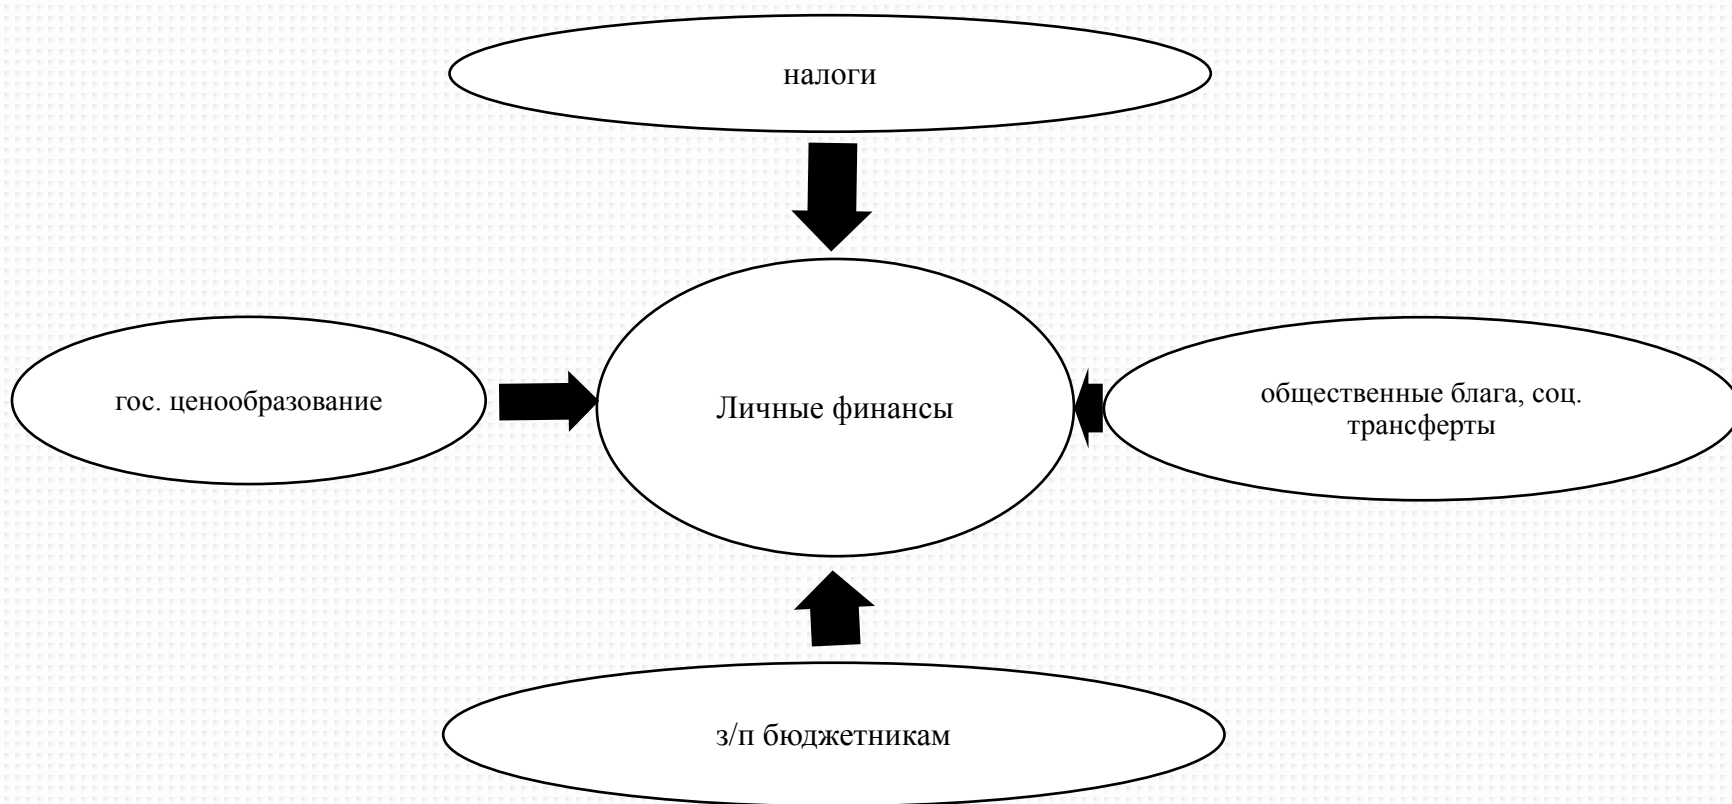 налоги
гос. ценообразование
Личные финансы
общественные блага, соц.
трансферты
з/п бюджетникам